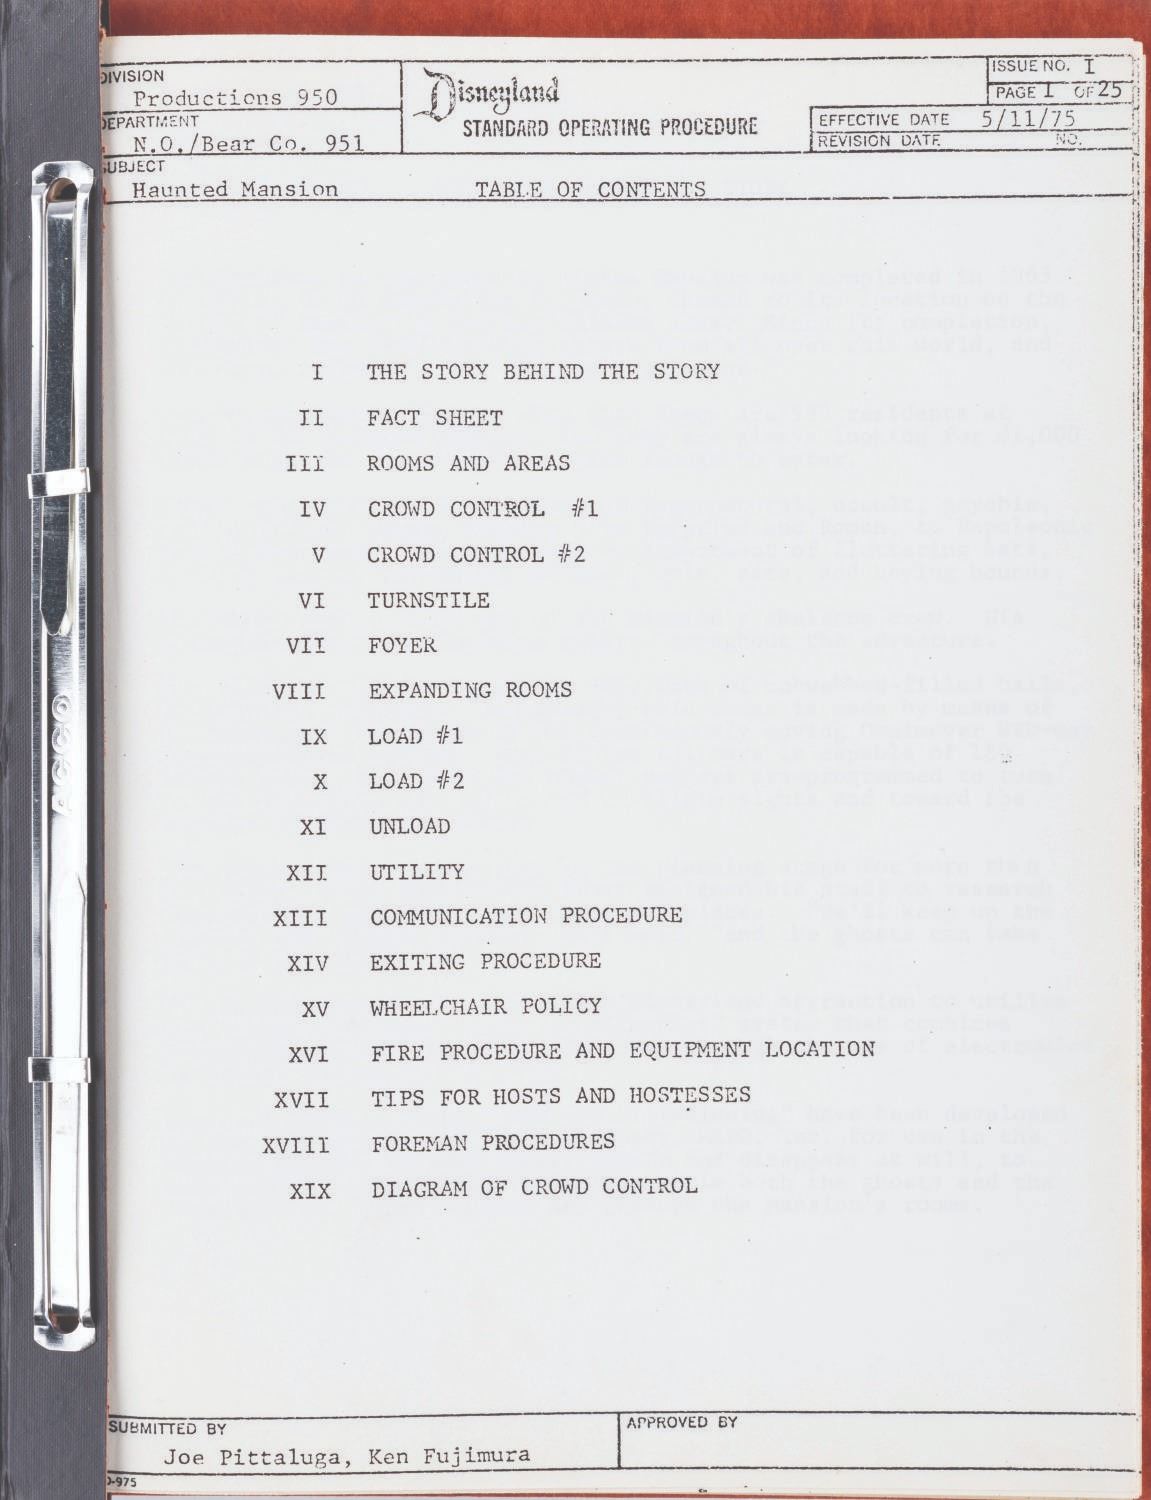 DIVISION
Productions 950
DEPARTMENT
N.O./Bear Co. 951
Disneyland
STANDARD OPERATING PROCEDURE
ISSUE NO. I
PAGE 1 OF 25
EFFECTIVE DATE 5/11/75
REVISION DATE NO.
SUBJECT
Haunted Mansion TABLE OF CONTENTS
I THE STORY BEHIND THE STORY
II FACT SHEET
III ROOMS AND AREAS
IV CROWD CONTROL #1
V CROWD CONTROL #2
VI TURNSTILE
VII FOYER
VIII EXPANDING ROOMS
IX LOAD #1
X LOAD #2
XI UNLOAD
XII UTILITY
XIII COMMUNICATION PROCEDURE
XIV EXITING PROCEDURE
XV WHEELCHAIR POLICY
XVI FIRE PROCEDURE AND EQUIPMENT LOCATION
XVII TIPS FOR HOSTS AND HOSTESSES
XVIII FOREMAN PROCEDURES
XIX DIAGRAM OF CROWD CONTROL
SUBMITTED BY
Joe Pittaluga, Ken Fujimura
APPROVED BY
-975
ACCO